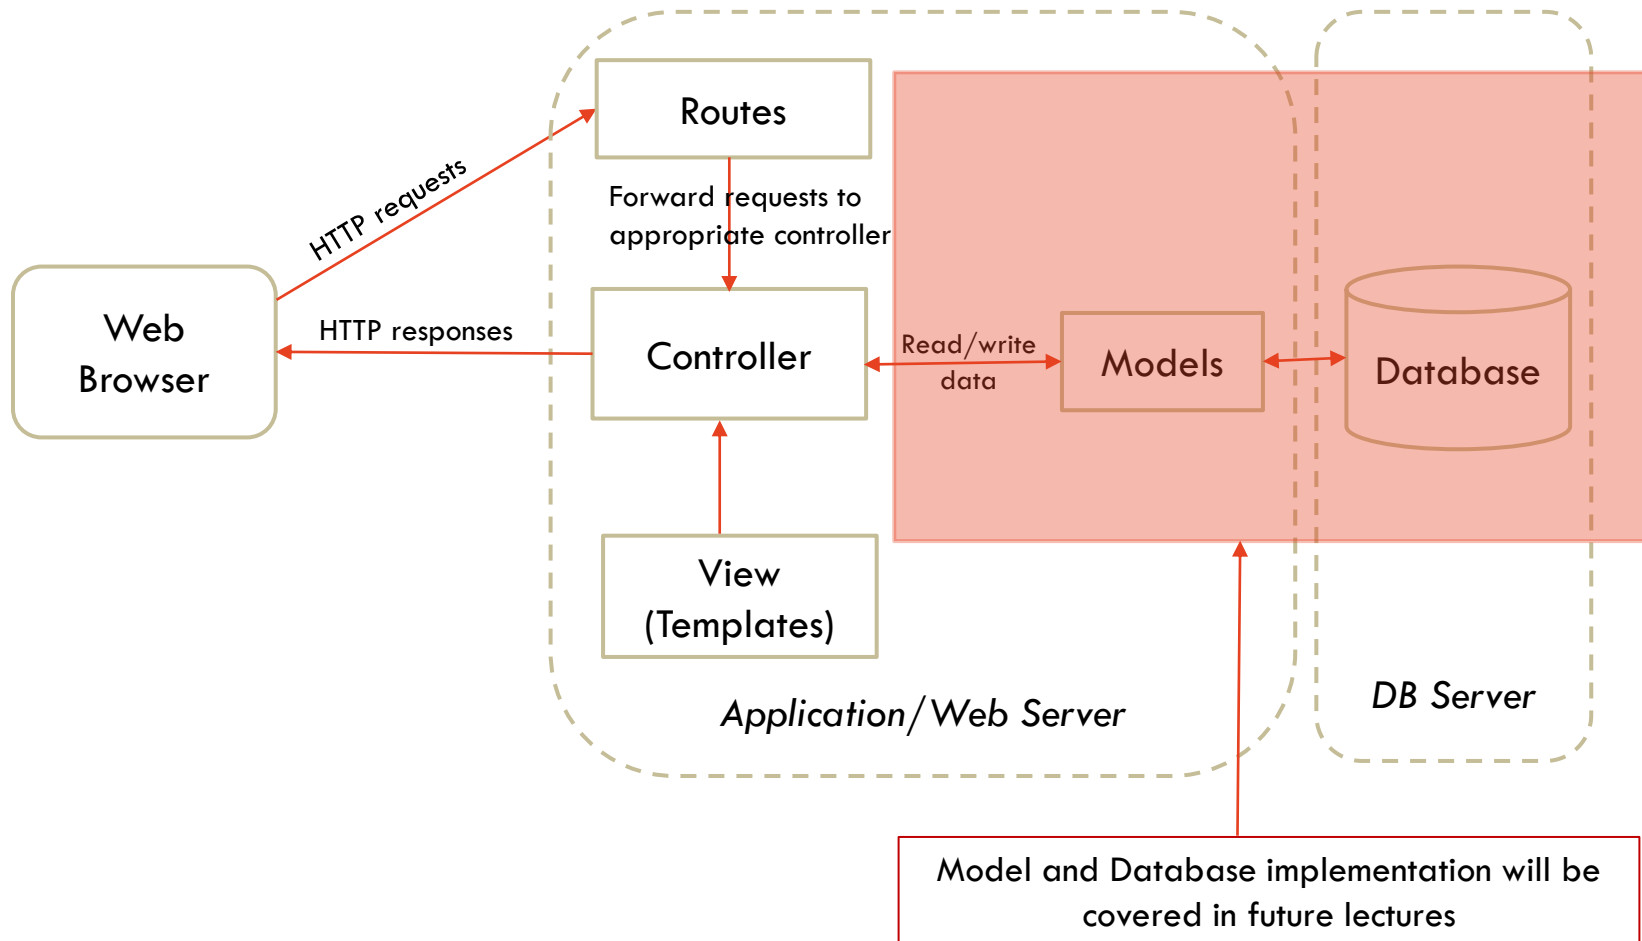 Routes
HTTP requests
Forward requests to
appropriate controller
Web
Browser
HTTP responses
Controller
Read/write
data
Models
Database
View
(Templates)
Application/Web Server
DB Server
Model and Database implementation will be
covered in future lectures